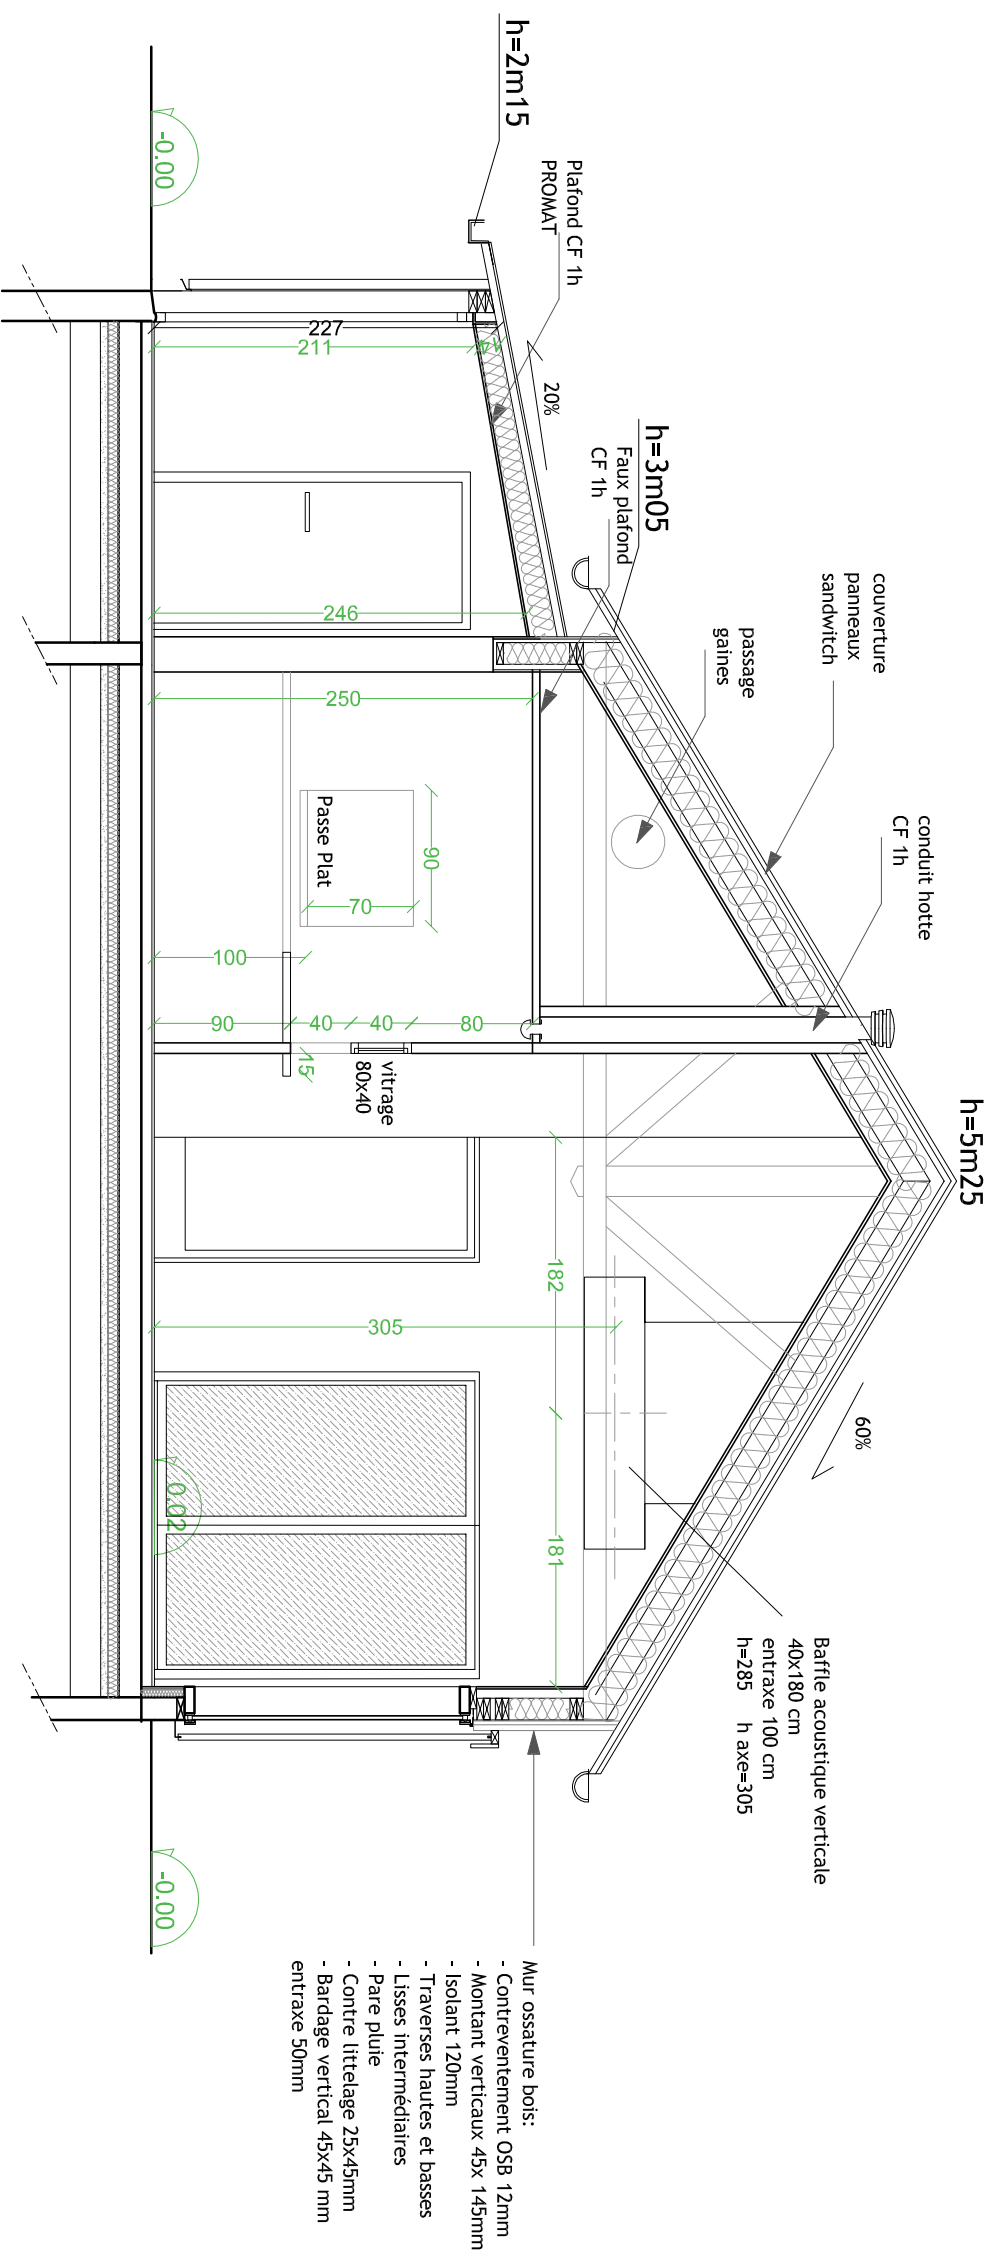 h=2m15
-0.00
Plafond CF 1h
PROMAT
227
211
20%
h=3m05
Faux plafond
CF 1h
246
250
couverture
panneaux
sandwitch
passage
gaines
conduit hotte
CF 1h
Passe Plat
90
70
100
90
40
40
80
15
vitrage
80x40
h=5m25
182
305
181
60%
0.02
Baffle acoustique verticale
40x180 cm
entraxe 100 cm
h=285 h axe=305
-0.00
Mur ossature bois:
- Contreventement OSB 12mm
- Montant verticaux 45x 145mm
- Isolant 120mm
- Traverses hautes et basses
- Lisses intermédiaires
- Pare pluie
- Contre littelage 25x45mm
- Bardage vertical 45x45 mm
entraxe 50mm